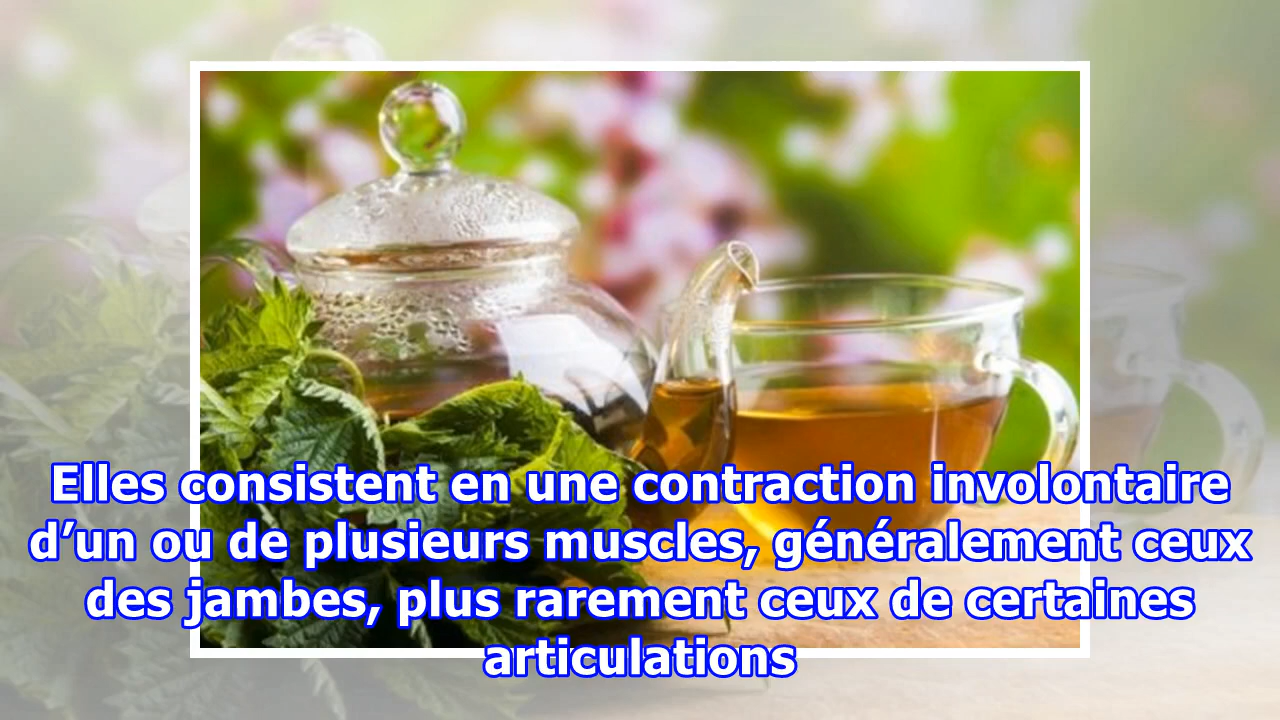 Elles consistent en une contraction involontaire
d’un ou de plusieurs muscles, généralement ceux
des jambes, plus rarement ceux de certaines
articulations